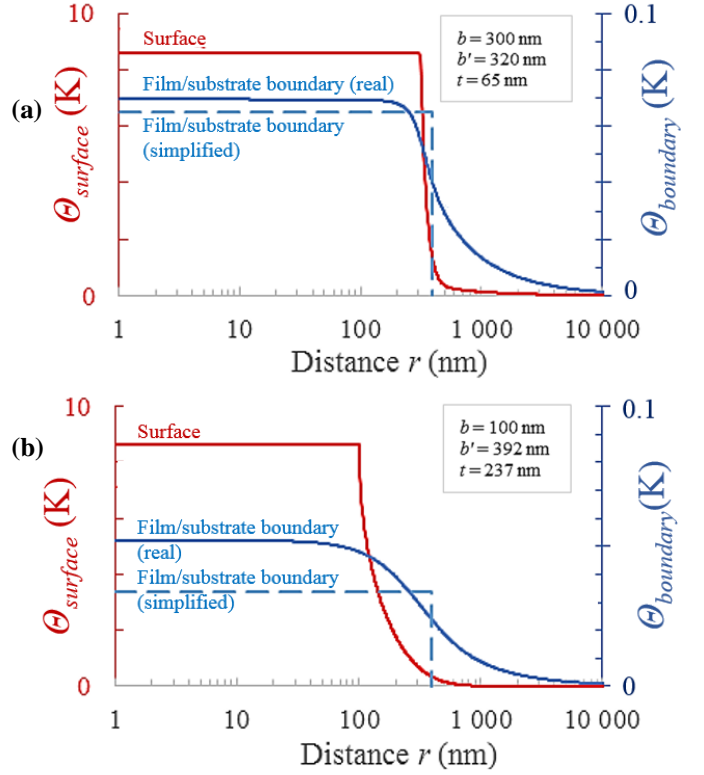 (a)
10
Θsurface (K)
0
Surface
Film/substrate boundary (real)
Film/substrate boundary
(simplified)
b = 300 nm
b′ = 320 nm
t = 65 nm
0.1
Θboundary (K)
0
1 10 100 1 000 10 000
Distance r (nm)
(b)
10
Θsurface (K)
0
Surface
Film/substrate boundary
(real)
Film/substrate boundary
(simplified)
b = 100 nm
b′ = 392 nm
t = 237 nm
0.1
Θboundary(K)
0
1 10 100 1 000 10 000
Distance r (nm)